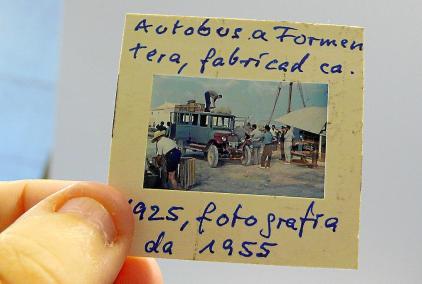 Autobus a Formen
tera, fabricad ca.
1925, fotografia
da 1955